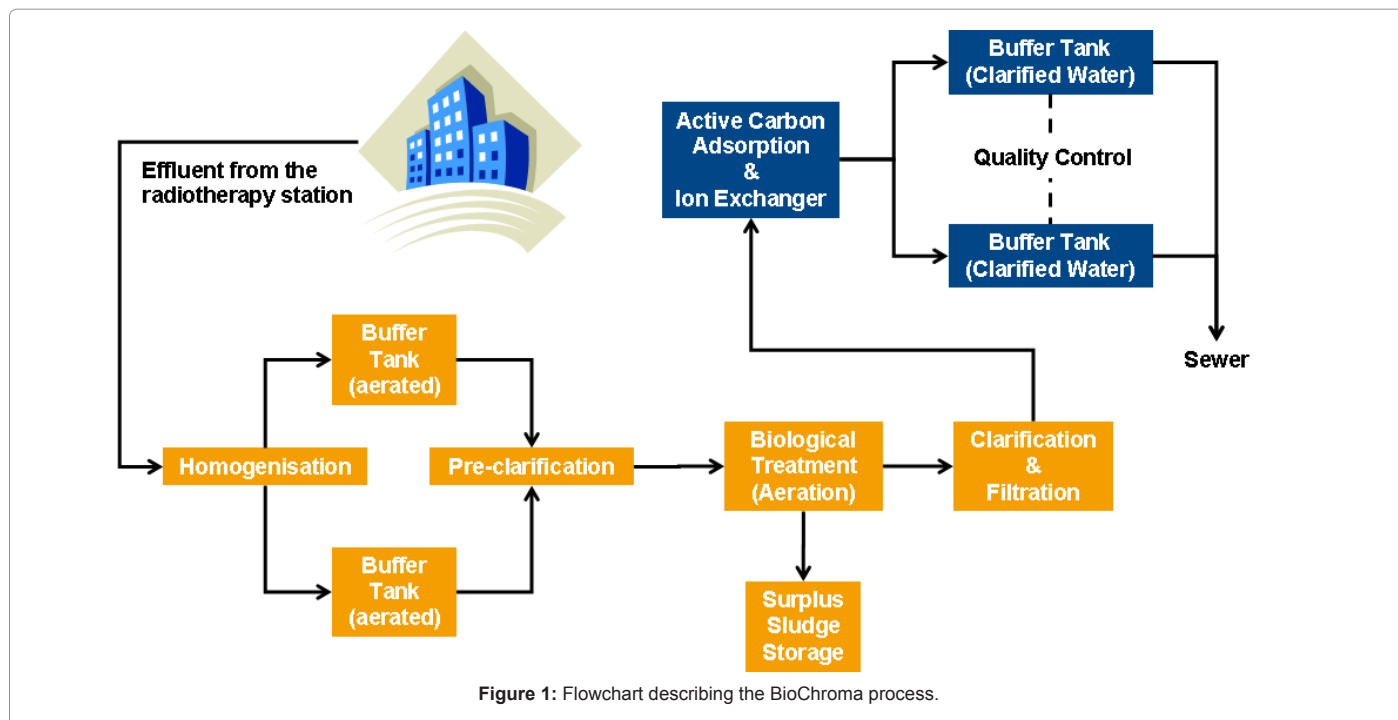 Effluent from the
radiotherapy station
Homogenisation
Buffer
Tank
(aerated)
Buffer
Tank
(aerated)
Pre-clarification
Biological
Treatment
(Aeration)
Surplus
Sludge
Storage
Clarification
&
Filtration
Active Carbon
Adsorption
&
Ion Exchanger
Buffer Tank
(Clarified Water)
Quality Control
Buffer Tank
(Clarified Water)
Sewer
Figure 1: Flowchart describing the BioChroma process.